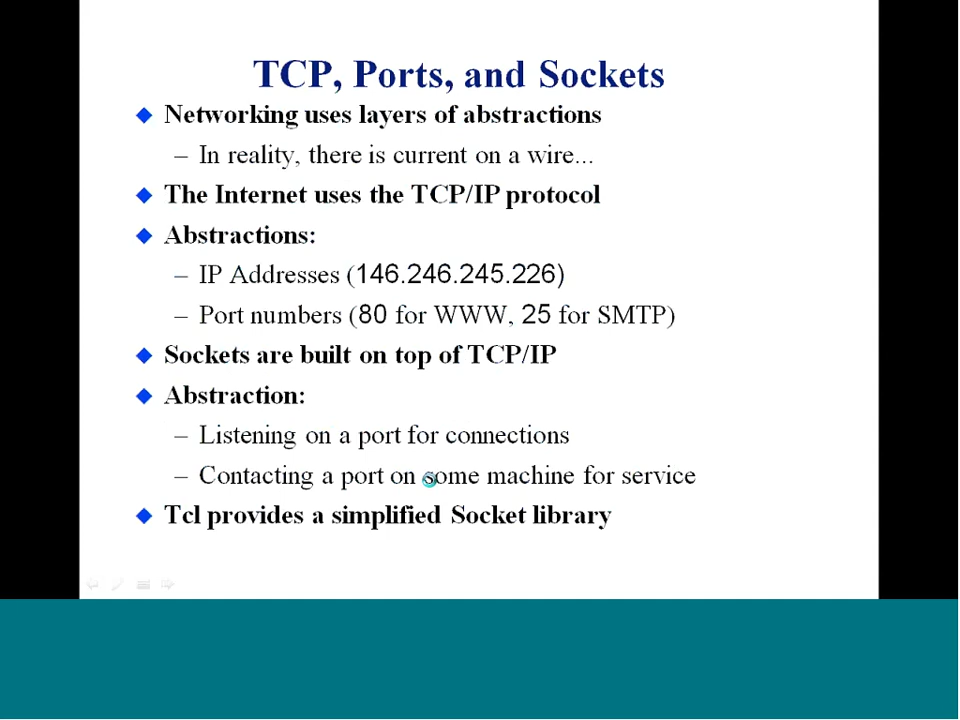 TCP, Ports, and Sockets
Networking uses layers of abstractions
– In reality, there is current on a wire...
The Internet uses the TCP/IP protocol
Abstractions:
– IP Addresses (146.246.245.226)
– Port numbers (80 for WWW, 25 for SMTP)
Sockets are built on top of TCP/IP
Abstraction:
– Listening on a port for connections
– Contacting a port on some machine for service
Tcl provides a simplified Socket library